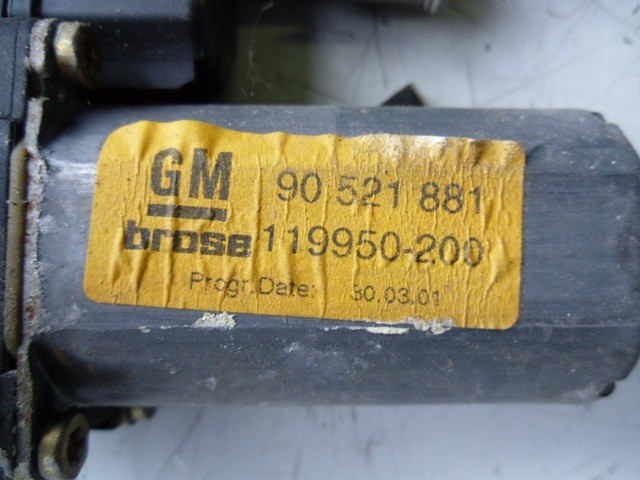 GM 90 521 881
brose 119950-200
Progr.Date: 30.03.01